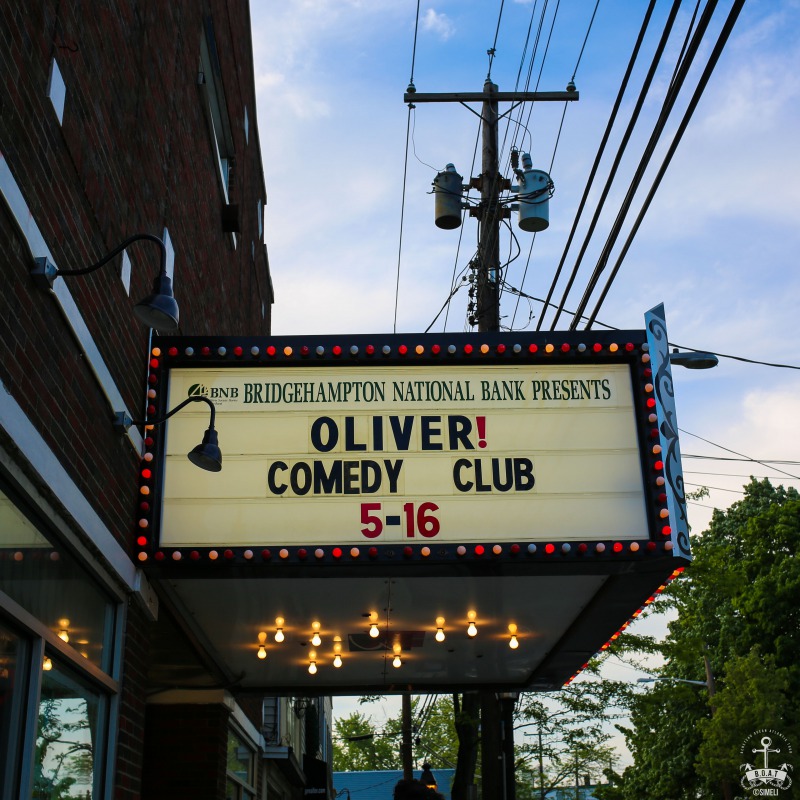 BNB BRIDGEHAMPTON NATIONAL BANK PRESENTS
OLIVER!
COMEDY CLUB
5-16
B.O.A.T
©SIMELI